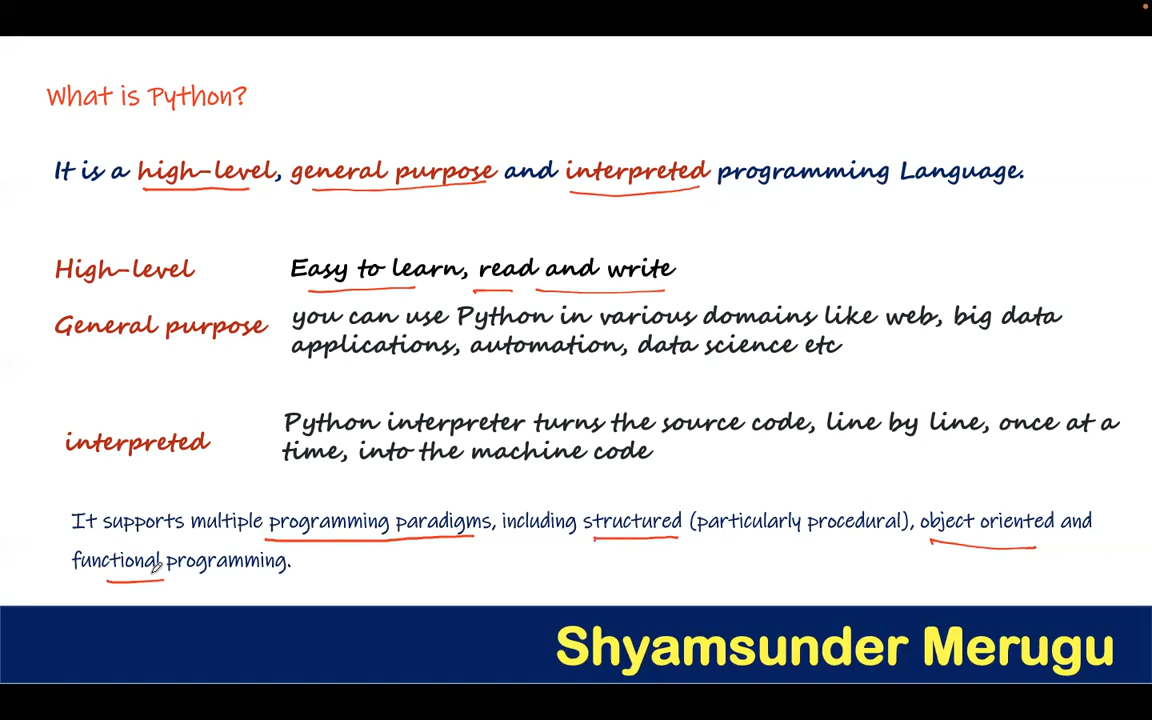 What is Python?
It is a high-level, general purpose and interpreted programming Language.
High-level Easy to learn, read and write
General purpose you can use Python in various domains like web, big data
applications, automation, data science etc
interpreted Python interpreter turns the source code, line by line, once at a
time, into the machine code
It supports multiple programming paradigms, including structured (particularly procedural), object oriented and
functional programming.
Shyamsunder Merugu